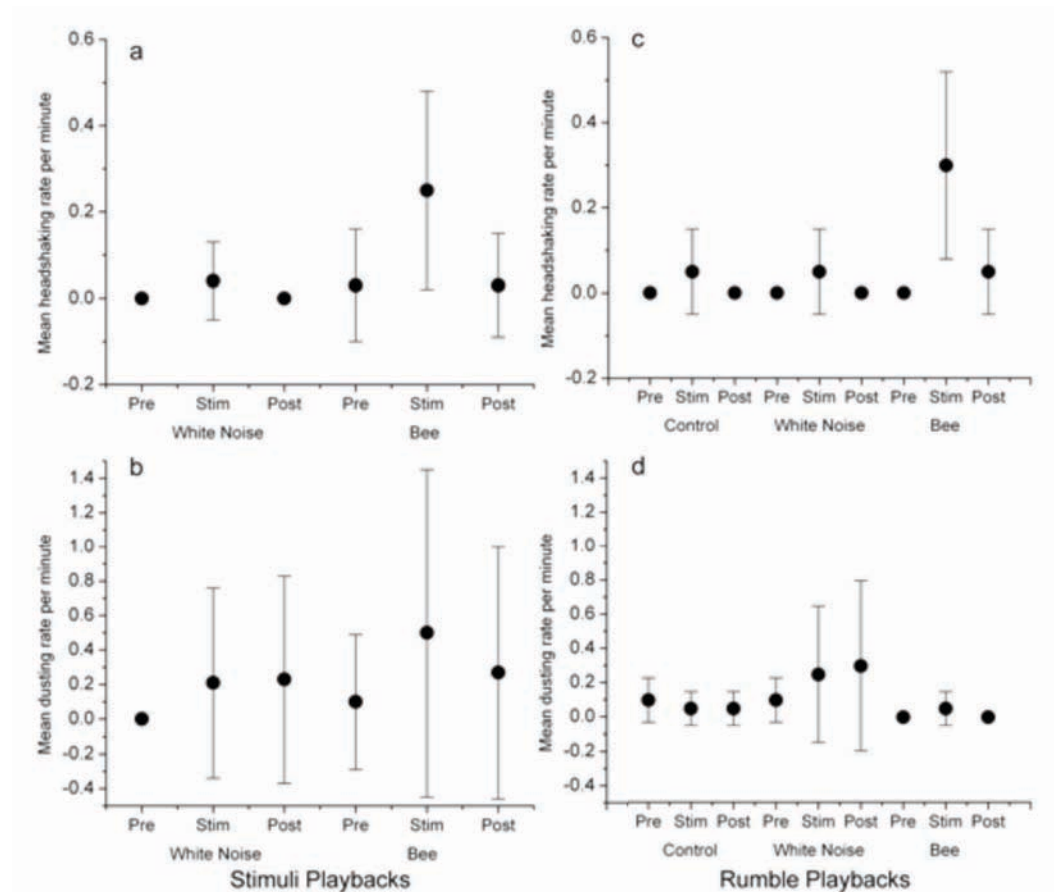 a
Mean headshaking rate per minute
0.6
0.4
0.2
0.0
-0.2
Pre Stim Post Pre Stim Post
White Noise Bee
c
Mean headshaking rate per minute
0.6
0.4
0.2
0.0
-0.2
Pre Stim Post Pre Stim Post Pre Stim Post
Control White Noise Bee
b
Mean dusting rate per minute
1.4
1.2
1.0
0.8
0.6
0.4
0.2
0.0
-0.2
-0.4
Pre Stim Post Pre Stim Post
White Noise Bee
Stimuli Playbacks
d
Mean dusting rate per minute
1.4
1.2
1.0
0.8
0.6
0.4
0.2
0.0
-0.2
-0.4
Pre Stim Post Pre Stim Post Pre Stim Post
Control White Noise Bee
Rumble Playbacks